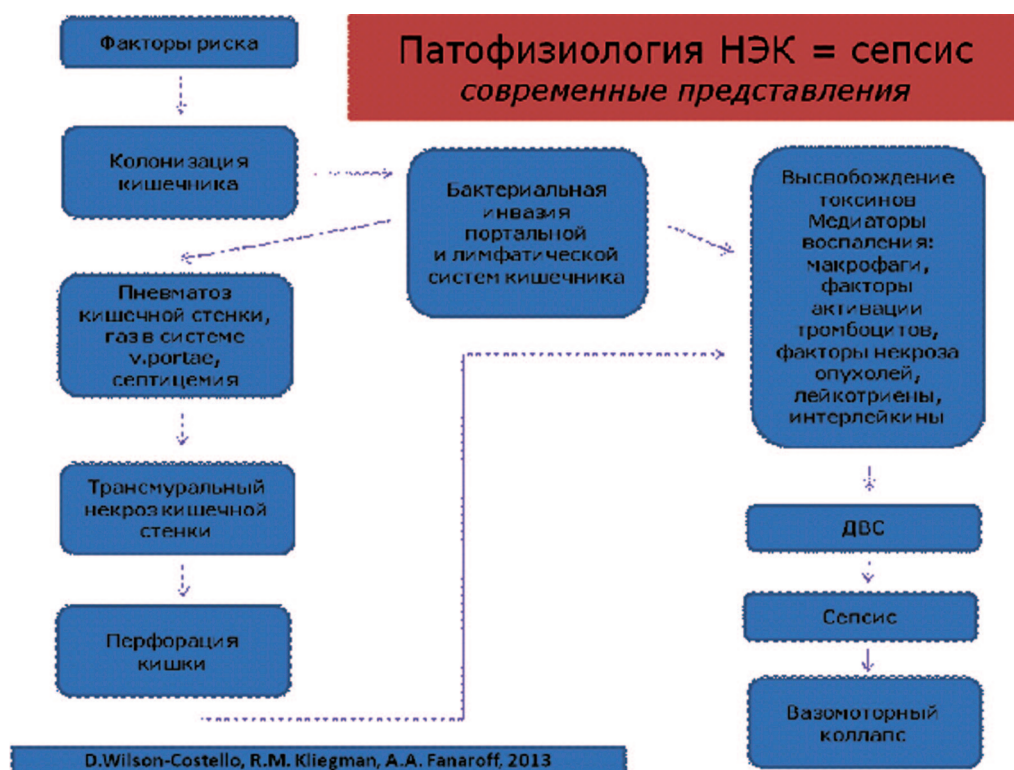 Факторы риска
Патофизиология НЭК = сепсис
современные представления
Колонизация
кишечника
Бактериальная
инвазия
портальной
и лимфатической
систем кишечника
Высвобождение
токсинов
Медиаторы
воспаления:
макрофаги,
факторы
активации
тромбоцитов,
факторы некроза
опухолей,
лейкотриены,
интерлейкины
Пневматоз
кишечной стенки,
газ в системе
v.portae,
септицемия
Трансмуральный
некроз кишечной
стенки
Перфорация
кишки
ДВС
Сепсис
Вазомоторный
коллапс
D.Wilson-Costello, R.M. Kliegman, A.A. Fanaroff, 2013